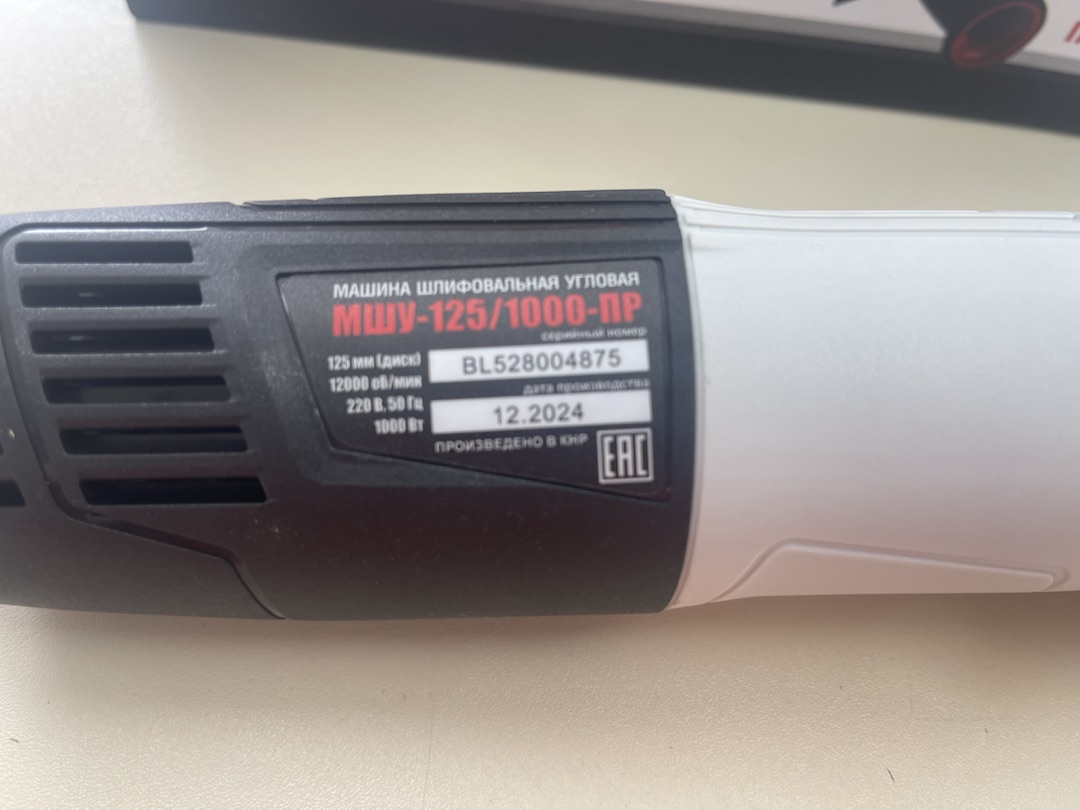 МАШИНА ШЛИФОВАЛЬНАЯ УГЛОВАЯ
МШУ-125/1000-ПР
серийный номер
125 мм (диск)
BL528004875
12000 об/мин
дата производства
220 В, 50 Гц
12.2024
1000 Вт
ПРОИЗВЕДЕНО В КНР
EAC